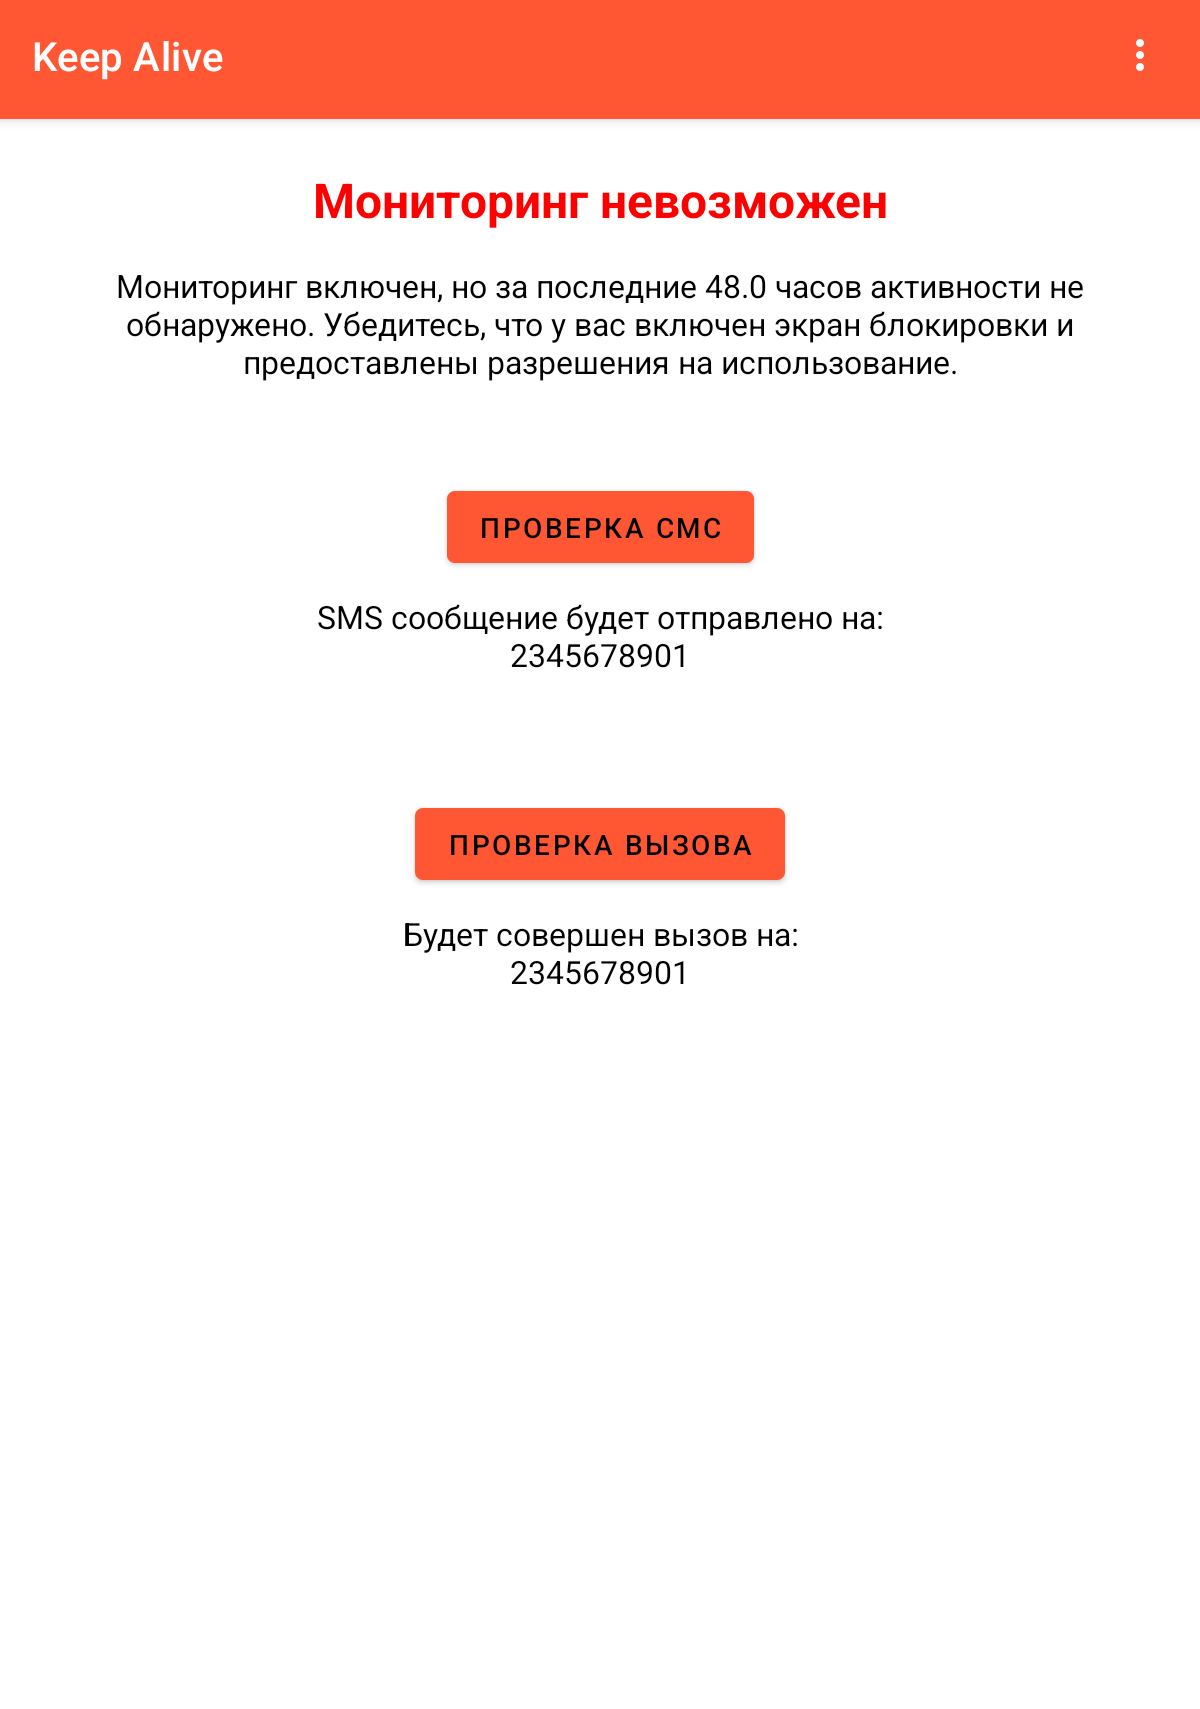 Keep Alive
Мониторинг невозможен
Мониторинг включен, но за последние 48.0 часов активности не
обнаружено. Убедитесь, что у вас включен экран блокировки и
предоставлены разрешения на использование.
ПРОВЕРКА СМС
SMS сообщение будет отправлено на:
2345678901
ПРОВЕРКА ВЫЗОВА
Будет совершен вызов на:
2345678901